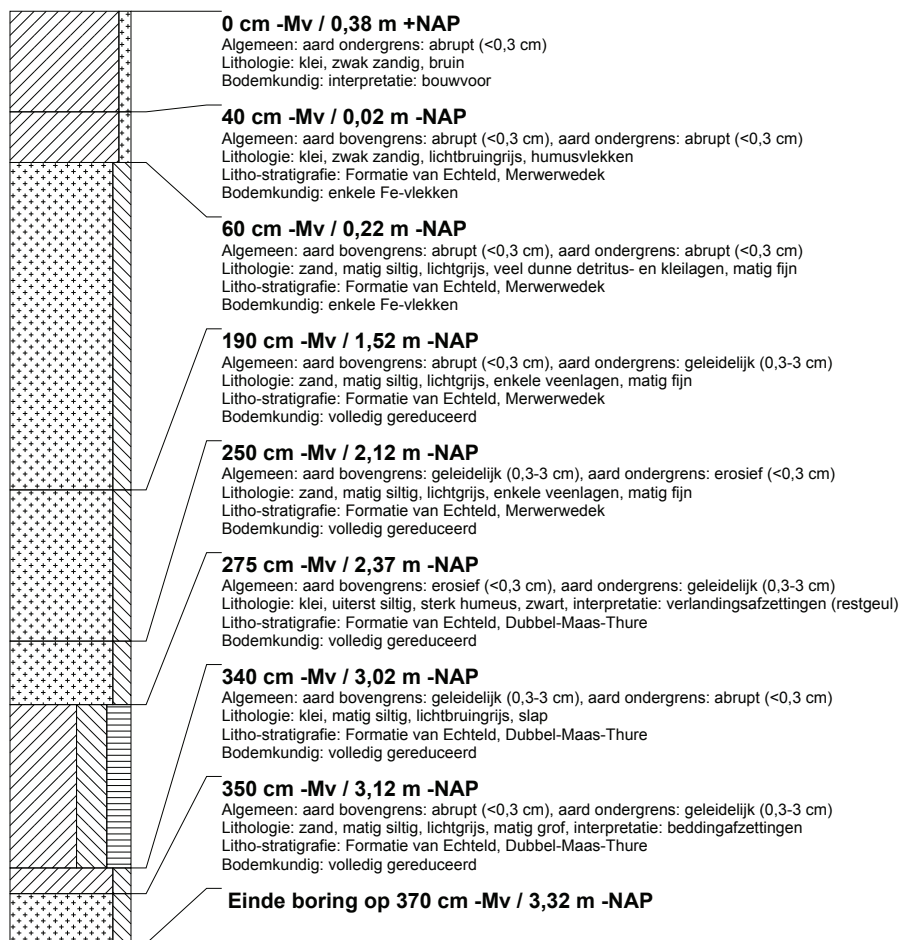 0 cm -Mv / 0,38 m +NAP
Algemeen: aard ondergrens: abrupt (<0,3 cm)
Lithologie: klei, zwak zandig, bruin
Bodemkundig: interpretatie: bouwvoor
40 cm -Mv / 0,02 m -NAP
Algemeen: aard bovengrens: abrupt (<0,3 cm), aard ondergrens: abrupt (<0,3 cm)
Lithologie: klei, zwak zandig, lichtbruingrijs, humusvlekken
Litho-stratigrafie: Formatie van Echteld, Merwerwedek
Bodemkundig: enkele Fe-vlekken
60 cm -Mv / 0,22 m -NAP
Algemeen: aard bovengrens: abrupt (<0,3 cm), aard ondergrens: abrupt (<0,3 cm)
Lithologie: zand, matig siltig, lichtgrijs, veel dunne detritus- en kleilagen, matig fijn
Litho-stratigrafie: Formatie van Echteld, Merwerwedek
Bodemkundig: enkele Fe-vlekken
190 cm -Mv / 1,52 m -NAP
Algemeen: aard bovengrens: abrupt (<0,3 cm), aard ondergrens: geleidelijk (0,3-3 cm)
Lithologie: zand, matig siltig, lichtgrijs, enkele veenlagen, matig fijn
Litho-stratigrafie: Formatie van Echteld, Merwerwedek
Bodemkundig: volledig gereduceerd
250 cm -Mv / 2,12 m -NAP
Algemeen: aard bovengrens: geleidelijk (0,3-3 cm), aard ondergrens: erosief (<0,3 cm)
Lithologie: zand, matig siltig, lichtgrijs, enkele veenlagen, matig fijn
Litho-stratigrafie: Formatie van Echteld, Merwerwedek
Bodemkundig: volledig gereduceerd
275 cm -Mv / 2,37 m -NAP
Algemeen: aard bovengrens: erosief (<0,3 cm), aard ondergrens: geleidelijk (0,3-3 cm)
Lithologie: klei, uiterst siltig, sterk humeus, zwart, interpretatie: verlandingsafzettingen (restgeul)
Litho-stratigrafie: Formatie van Echteld, Dubbel-Maas-Thure
Bodemkundig: volledig gereduceerd
340 cm -Mv / 3,02 m -NAP
Algemeen: aard bovengrens: geleidelijk (0,3-3 cm), aard ondergrens: abrupt (<0,3 cm)
Lithologie: klei, matig siltig, lichtbruingrijs, slap
Litho-stratigrafie: Formatie van Echteld, Dubbel-Maas-Thure
Bodemkundig: volledig gereduceerd
350 cm -Mv / 3,12 m -NAP
Algemeen: aard bovengrens: abrupt (<0,3 cm), aard ondergrens: geleidelijk (0,3-3 cm)
Lithologie: zand, matig siltig, lichtgrijs, matig grof, interpretatie: beddingafzettingen
Litho-stratigrafie: Formatie van Echteld, Dubbel-Maas-Thure
Bodemkundig: volledig gereduceerd
Einde boring op 370 cm -Mv / 3,32 m -NAP